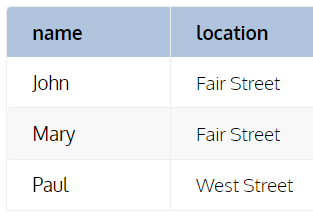 name location
John Fair Street
Mary Fair Street
Paul West Street